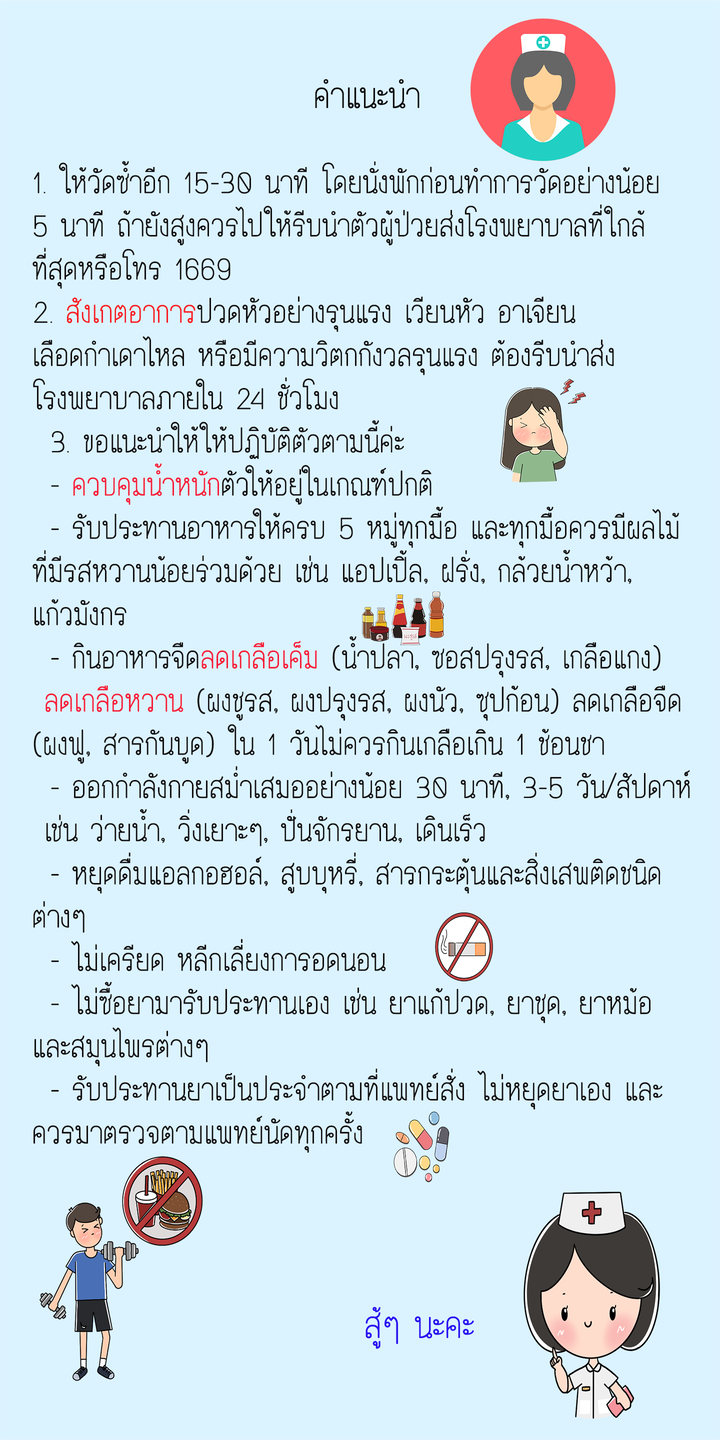 คำแนะนำ
1. ให้วัดซ้ำอีก 15-30 นาที โดยนั่งพักก่อนทำการวัดอย่างน้อย
5 นาที ถ้ายังสูงควรไปให้รีบนำตัวผู้ป่วยส่งโรงพยาบาลที่ใกล้
ที่สุดหรือโทร 1669
2. สังเกตอาการปวดหัวอย่างรุนแรง เวียนหัว อาเจียน
เลือดกำเดาไหล หรือมีความวิตกกังวลรุนแรง ต้องรีบนำส่ง
โรงพยาบาลภายใน 24 ชั่วโมง
3. ขอแนะนำให้ให้ปฏิบัติตัวตามนี้ค่ะ
- ควบคุมน้ำหนักตัวให้อยู่ในเกณฑ์ปกติ
- รับประทานอาหารให้ครบ 5 หมู่ทุกมื้อ และทุกมื้อควรมีผลไม้
ที่มีรสหวานน้อยร่วมด้วย เช่น แอปเปิ้ล, ฝรั่ง, กล้วยน้ำหว้า,
แก้วมังกร
- กินอาหารจืดลดเกลือเค็ม (น้ำปลา, ซอสปรุงรส, เกลือแกง)
ลดเกลือหวาน (ผงชูรส, ผงปรุงรส, ผงนัว, ซุปก้อน) ลดเกลือจืด
(ผงฟู, สารกันบูด) ใน 1 วันไม่ควรกินเกลือเกิน 1 ช้อนชา
- ออกกำลังกายสม่ำเสมออย่างน้อย 30 นาที, 3-5 วัน/สัปดาห์
เช่น ว่ายน้ำ, วิ่งเยาะๆ, ปั่นจักรยาน, เดินเร็ว
- หยุดดื่มแอลกอฮอล์, สูบบุหรี่, สารกระตุ้นและสิ่งเสพติดชนิด
ต่างๆ
- ไม่เครียด หลีกเลี่ยงการอดนอน
- ไม่ซื้อยามารับประทานเอง เช่น ยาแก้ปวด, ยาชุด, ยาหม้อ
และสมุนไพรต่างๆ
- รับประทานยาเป็นประจำตามที่แพทย์สั่ง ไม่หยุดยาเอง และ
ควรมาตรวจตามแพทย์นัดทุกครั้ง
สู้ๆ นะคะ